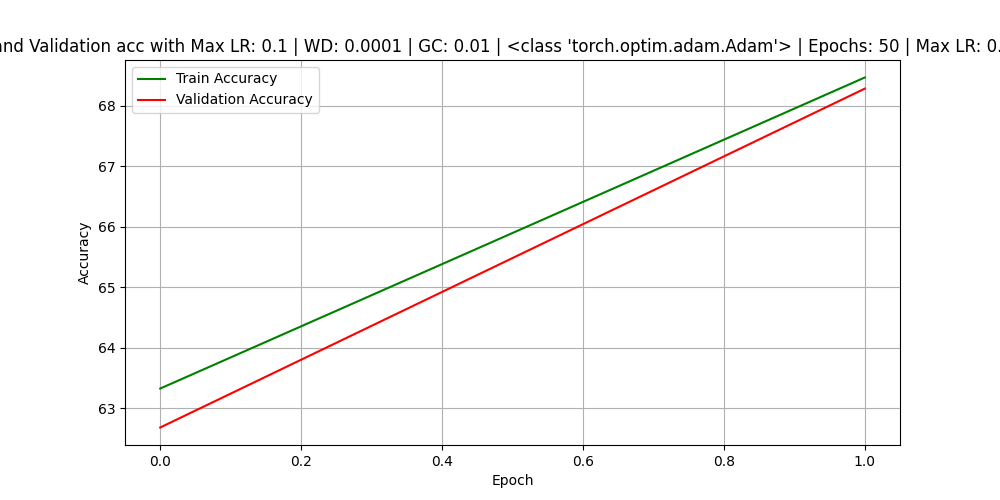 and Validation acc with Max LR: 0.1 | WD: 0.0001 | GC: 0.01 | <class 'torch.optim.adam.Adam'> | Epochs: 50 | Max LR: 0.
Train Accuracy
Validation Accuracy
68
67
66
65
64
63
Accuracy
0.0 0.2 0.4 0.6 0.8 1.0
Epoch